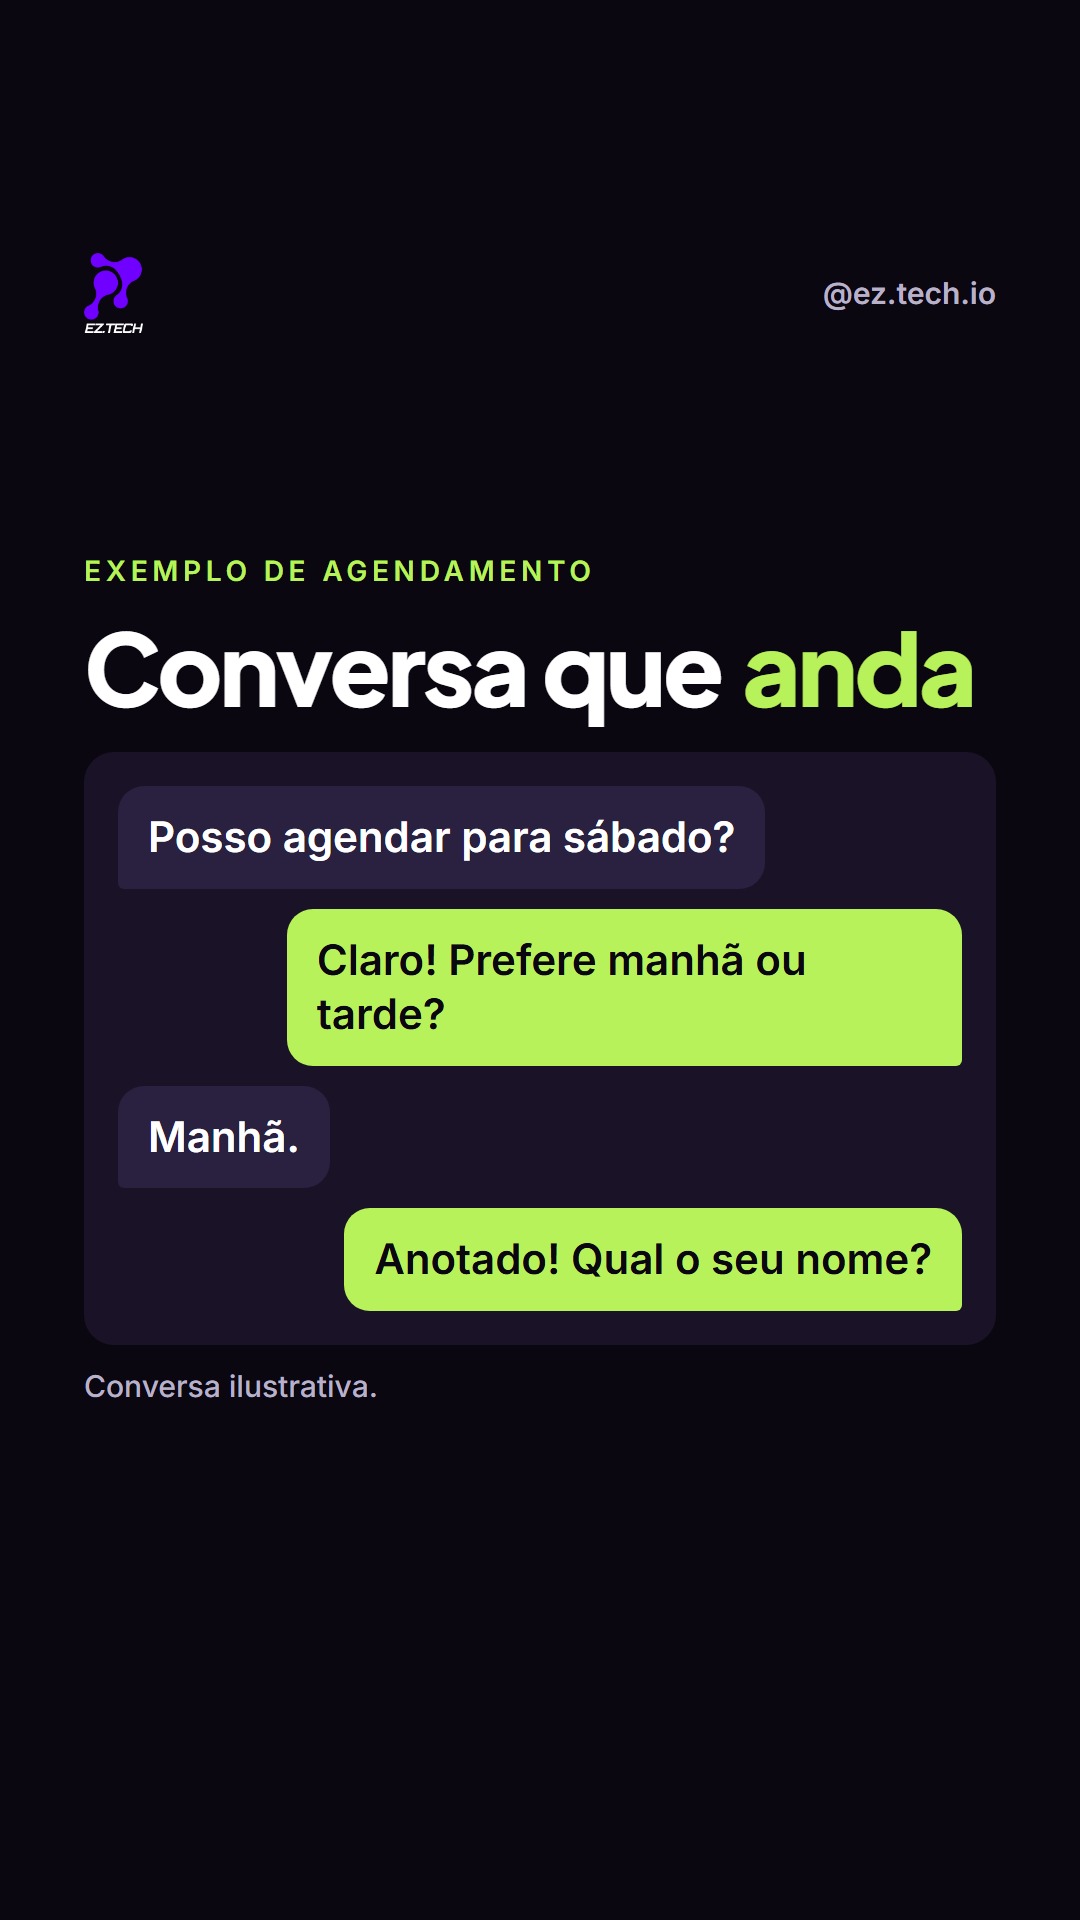 EZ.TECH
@ez.tech.io
EXEMPLO DE AGENDAMENTO
Conversa que anda
Posso agendar para sábado?
Claro! Prefere manhã ou
tarde?
Manhã.
Anotado! Qual o seu nome?
Conversa ilustrativa.